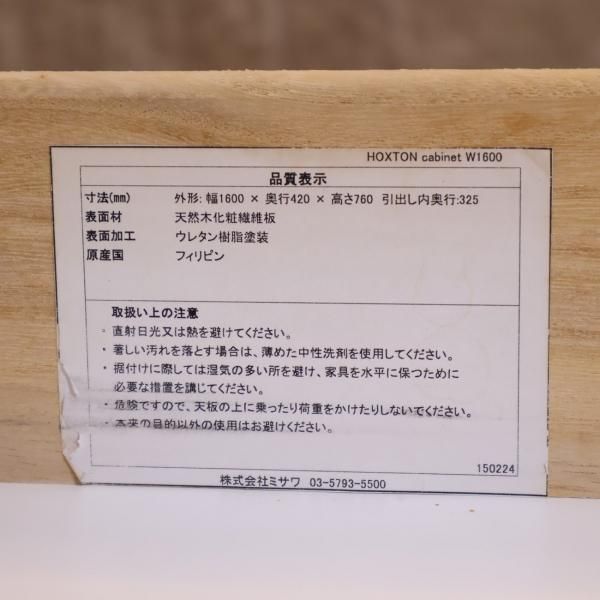 HOXTON cabinet W1600
品質表示
寸法(mm) 外形: 幅1600 × 奥行420 × 高さ760 引出し内奥行:325
表面材 天然木化粧繊維板
表面加工 ウレタン樹脂塗装
原産国 フィリピン
取扱い上の注意
・ 直射日光又は熱を避けてください。
・ 著しい汚れを落とす場合は、薄めた中性洗剤を使用してください。
・ 据付けに際しては湿気の多い所を避け、家具を水平に保つために
必要な措置を講じてください。
・ 危険ですので、天板の上に乗ったり荷重をかけたりしないでください。
・ 本来の目的以外の使用はお避けください。
150224
株式会社ミサワ 03-5793-5500